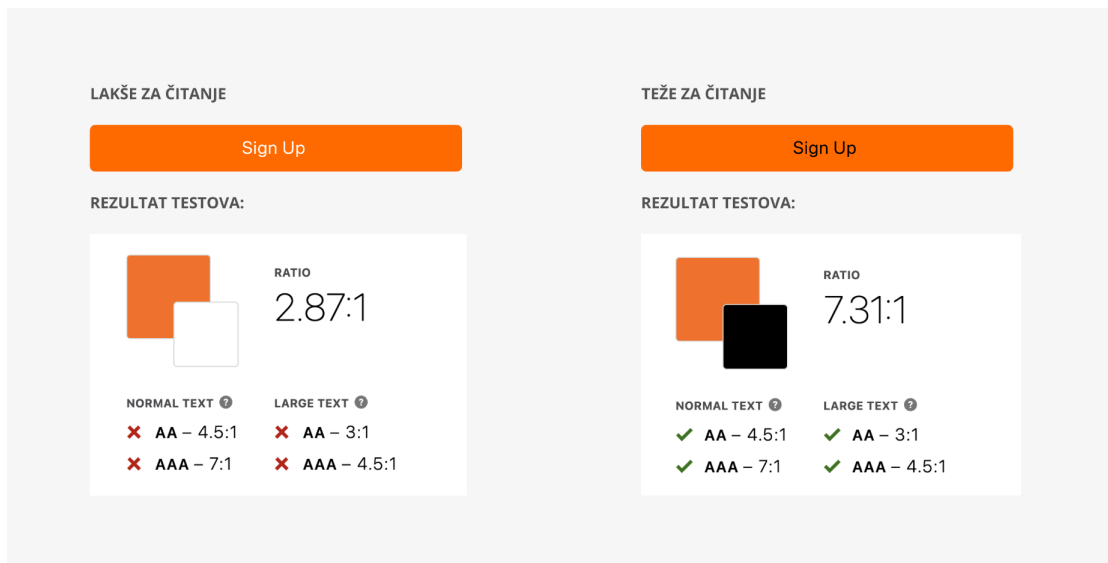 LAKŠE ZA ČITANJE
Sign Up
REZULTAT TESTOVA:
RATIO
2.87:1
NORMAL TEXT ?
LARGE TEXT ?
AA – 4.5:1
AA – 3:1
AAA – 7:1
AAA – 4.5:1
TEŽE ZA ČITANJE
Sign Up
REZULTAT TESTOVA:
RATIO
7.31:1
NORMAL TEXT ?
LARGE TEXT ?
AA – 4.5:1
AA – 3:1
AAA – 7:1
AAA – 4.5:1